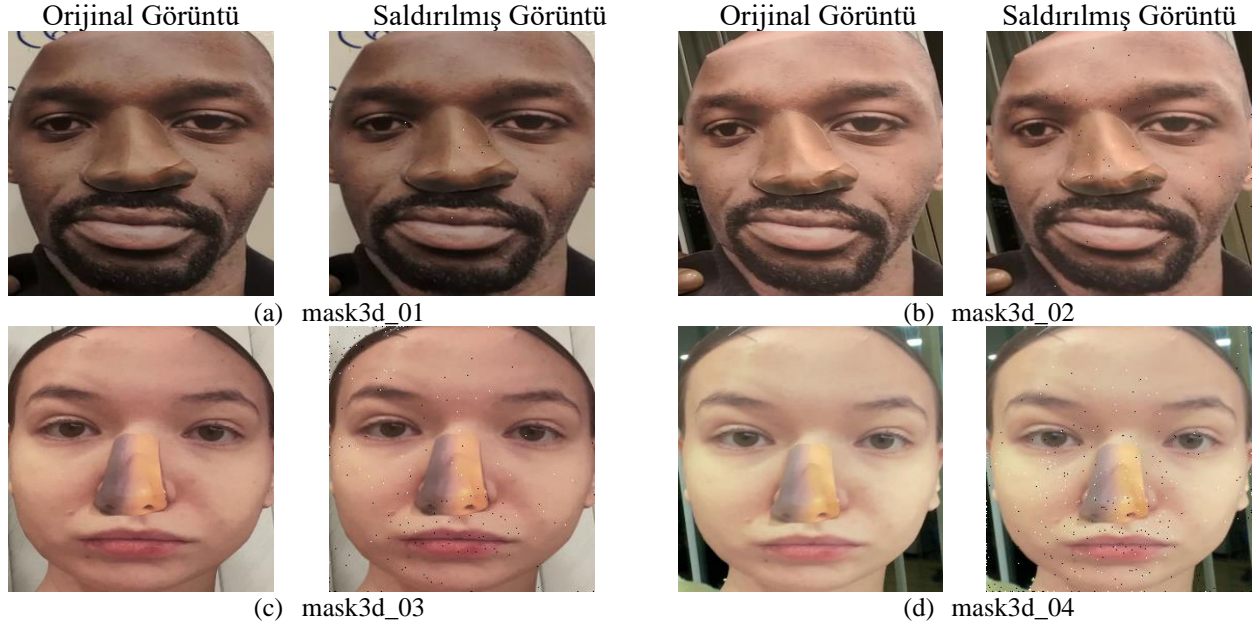 Orijinal Görüntü Saldırılmış Görüntü Orijinal Görüntü Saldırılmış Görüntü
(a) mask3d_01 (b) mask3d_02
(c) mask3d_03 (d) mask3d_04